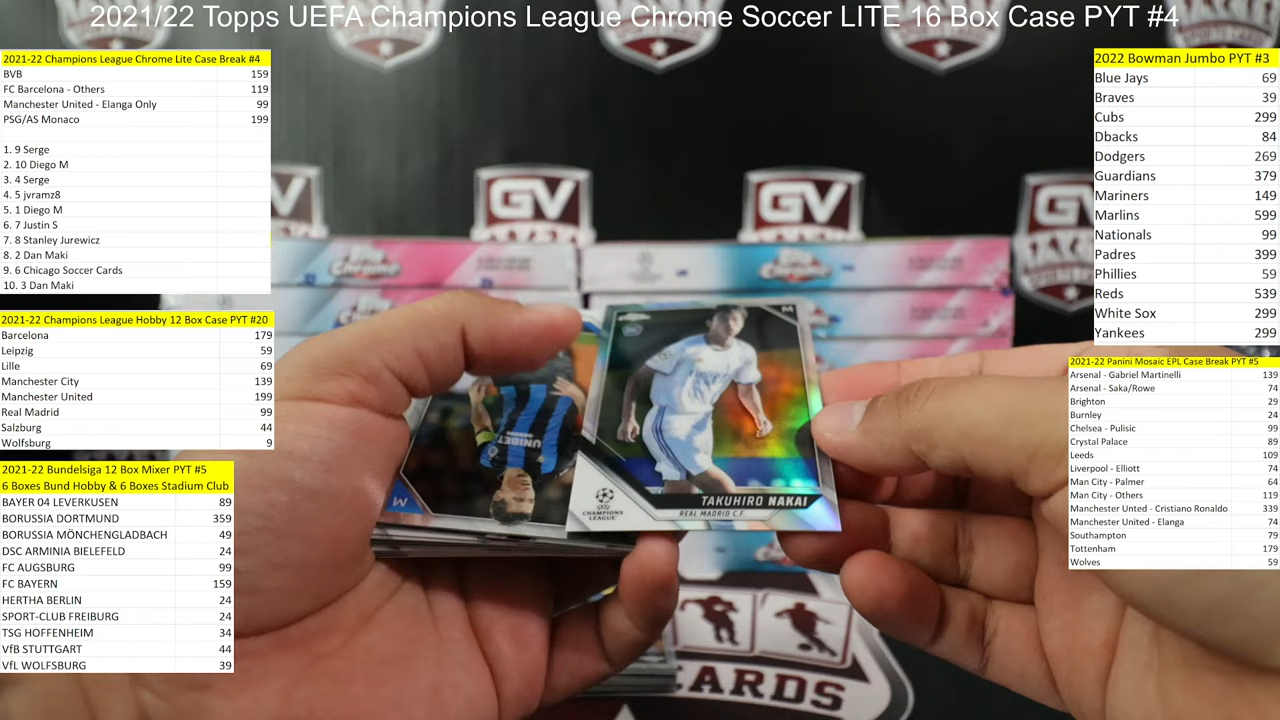 2021/22 Topps UEFA Champions League Chrome Soccer LITE 16 Box Case PYT #4
2021-22 Champions League Chrome Lite Case Break #4
BVB 159
FC Barcelona - Others 119
Manchester United - Elanga Only 99
PSG/AS Monaco 199
1. 9 Serge
2. 10 Diego M
3. 4 Serge
4. 5 jvramz8
5. 1 Diego M
6. 7 Justin S
7. 8 Stanley Jurewicz
8. 2 Dan Maki
9. 6 Chicago Soccer Cards
10. 3 Dan Maki
2021-22 Champions League Hobby 12 Box Case PYT #20
Barcelona 179
Leipzig 59
Lille 69
Manchester City 139
Manchester United 199
Real Madrid 99
Salzburg 44
Wolfsburg 9
2021-22 Bundelsiga 12 Box Mixer PYT #5
6 Boxes Bund Hobby & 6 Boxes Stadium Club
BAYER 04 LEVERKUSEN 89
BORUSSIA DORTMUND 359
BORUSSIA MÖNCHENGLADBACH 49
DSC ARMINIA BIELEFELD 24
FC AUGSBURG 99
FC BAYERN 159
HERTHA BERLIN 24
SPORT-CLUB FREIBURG 24
TSG HOFFENHEIM 34
VfB STUTTGART 44
VfL WOLFSBURG 39
2022 Bowman Jumbo PYT #3
Blue Jays 69
Braves 39
Cubs 299
Dbacks 84
Dodgers 269
Guardians 379
Mariners 149
Marlins 599
Nationals 99
Padres 399
Phillies 59
Reds 539
White Sox 299
Yankees 299
2021-22 Panini Mosaic EPL Case Break PYT #5
Arsenal - Gabriel Martinelli 139
Arsenal - Saka/Rowe 74
Brighton 29
Burnley 24
Chelsea - Pulisic 99
Crystal Palace 89
Leeds 109
Liverpool - Elliott 74
Man City - Palmer 64
Man City - Others 119
Manchester Unted - Cristiano Ronaldo 339
Manchester United - Elanga 74
Southampton 79
Tottenham 179
Wolves 59
GV
GV
GV
Topps Chrome
Topps Chrome
UNIBET
M
CHAMPIONS
LEAGUE
TAKUHIRO NAKAI
REAL MADRID C.F.
CARDS